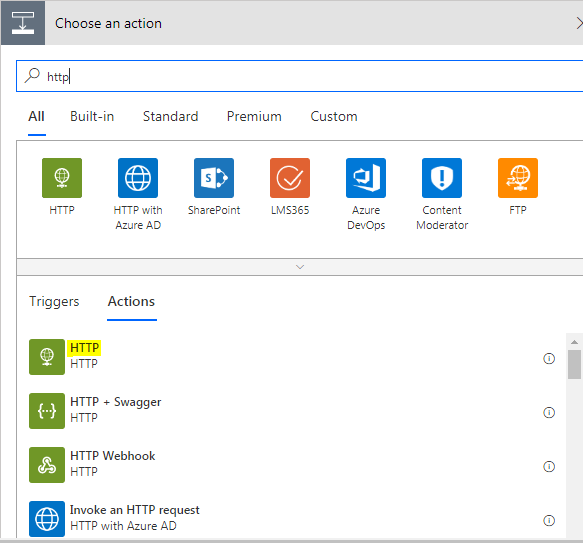 Choose an action
http
All Built-in Standard Premium Custom
HTTP
HTTP with
Azure AD
SharePoint
LMS365
Azure
DevOps
Content
Moderator
FTP
Triggers Actions
HTTP
HTTP
HTTP + Swagger
HTTP
HTTP Webhook
HTTP
Invoke an HTTP request
HTTP with Azure AD